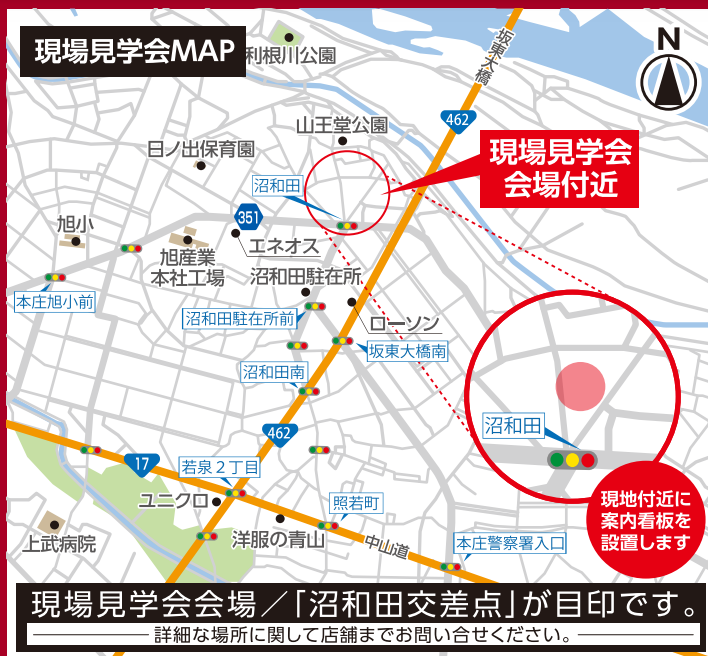 現場見学会MAP
利根川公園
坂東大橋
N
462
山王堂公園
日ノ出保育園
現場見学会
会場付近
沼和田
351
旭小
エネオス
旭産業
本社工場
沼和田駐在所
本庄旭小前
沼和田駐在所前
ローソン
坂東大橋南
沼和田南
沼和田
462
17
若泉2丁目
ユニクロ
照若町
現地付近に
案内看板を
設置します
上武病院
洋服の青山
中山道
本庄警察署入口
現場見学会会場／「沼和田交差点」が目印です。
詳細な場所に関して店舗までお問い合せください。